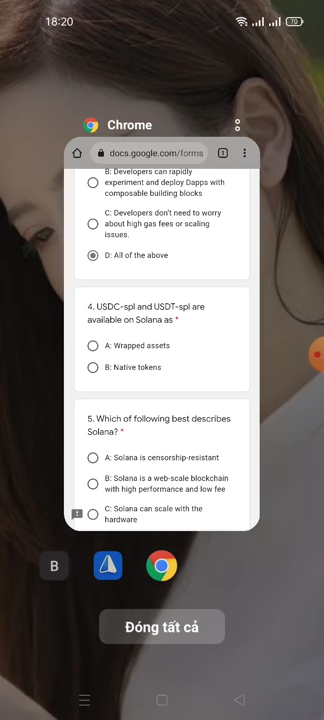 18:20
70
Chrome
docs.google.com/forms
1
B: Developers can rapidly
experiment and deploy Dapps with
composable building blocks
C: Developers don't need to worry
about high gas fees or scaling
issues.
D: All of the above
4. USDC-spl and USDT-spl are
available on Solana as *
A: Wrapped assets
B: Native tokens
5. Which of following best describes
Solana? *
A: Solana is censorship-resistant
B: Solana is a web-scale blockchain
with high performance and low fee
C: Solana can scale with the
hardware
B
Đóng tất cả